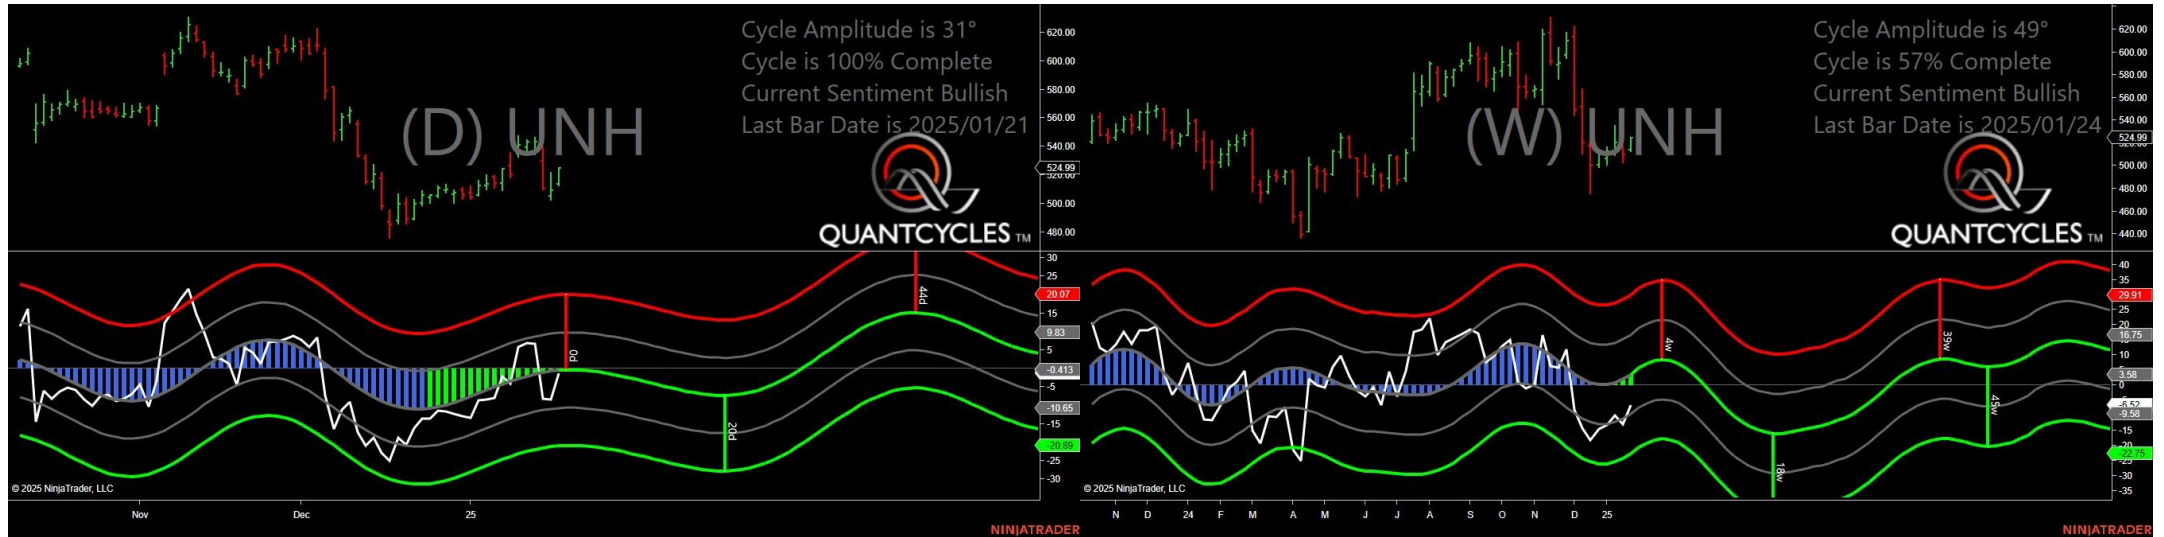 Cycle Amplitude is 31°
Cycle is 100% Complete
Current Sentiment Bullish
Last Bar Date is 2025/01/21
(D) UNH
QUANTCYCLES TM
620.00
600.00
580.00
560.00
540.00
524.99
520.00
500.00
480.00
30
25
20.07
15
9.83
5
-0.413
-5
-10.65
-15
-20.89
-25
-30
0d
20d
44d
© 2025 NinjaTrader, LLC
Nov
Dec
25
NINJATRADER
Cycle Amplitude is 49°
Cycle is 57% Complete
Current Sentiment Bullish
Last Bar Date is 2025/01/24
(W) UNH
QUANTCYCLES TM
620.00
600.00
580.00
560.00
540.00
524.99
500.00
480.00
460.00
440.00
40
35
29.91
25
20
16.75
10
3.58
0
-6.52
-9.58
-15
-20
-22.75
-30
-35
4w
18w
39w
45w
© 2025 NinjaTrader, LLC
N D 24 F M A M J J A S O N D 25
NINJATRADER